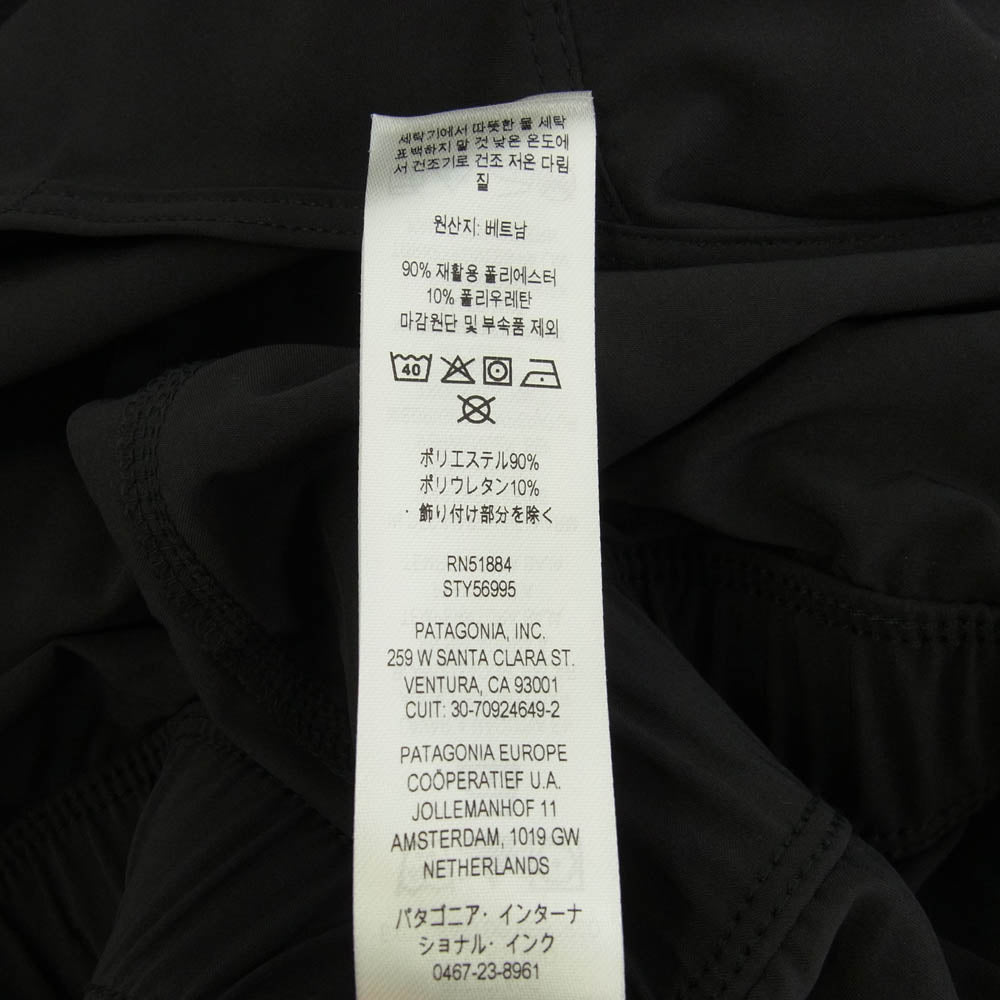 세탁기에서 따뜻한 물 세탁
표백하지 말 것 낮은 온도에
서 건조기로 건조 저온 다림
질
원산지: 베트남
90% 재활용 폴리에스터
10% 폴리우레탄
마감원단 및 부속품 제외
40
ポリエステル90%
ポリウレタン10%
・飾り付け部分を除く
RN51884
STY56995
PATAGONIA, INC.
259 W SANTA CLARA ST.
VENTURA, CA 93001
CUIT: 30-70924649-2
PATAGONIA EUROPE
COÖPERATIEF U.A.
JOLLEMANHOF 11
AMSTERDAM, 1019 GW
NETHERLANDS
パタゴニア・インターナ
ショナル・インク
0467-23-8961